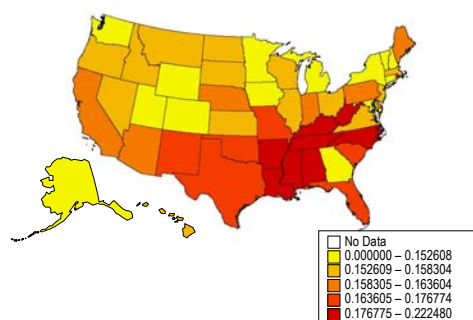 No Data
0.000000 – 0.152608
0.152609 – 0.158304
0.158305 – 0.163604
0.163605 – 0.176774
0.176775 – 0.222480